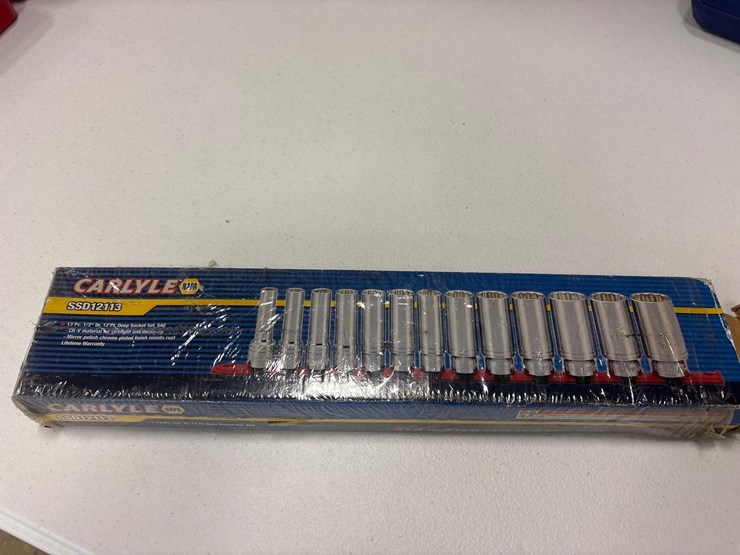 CARLYLE NAPA
SSD12113
13 Pc. 1/2" Dr. 12 Pt. Deep Socket Set, SAE
- CR-V material for strength and durability
- Mirror polish chrome plated finish resists rust
Lifetime Warranty
CARLYLE NAPA
SSD12113